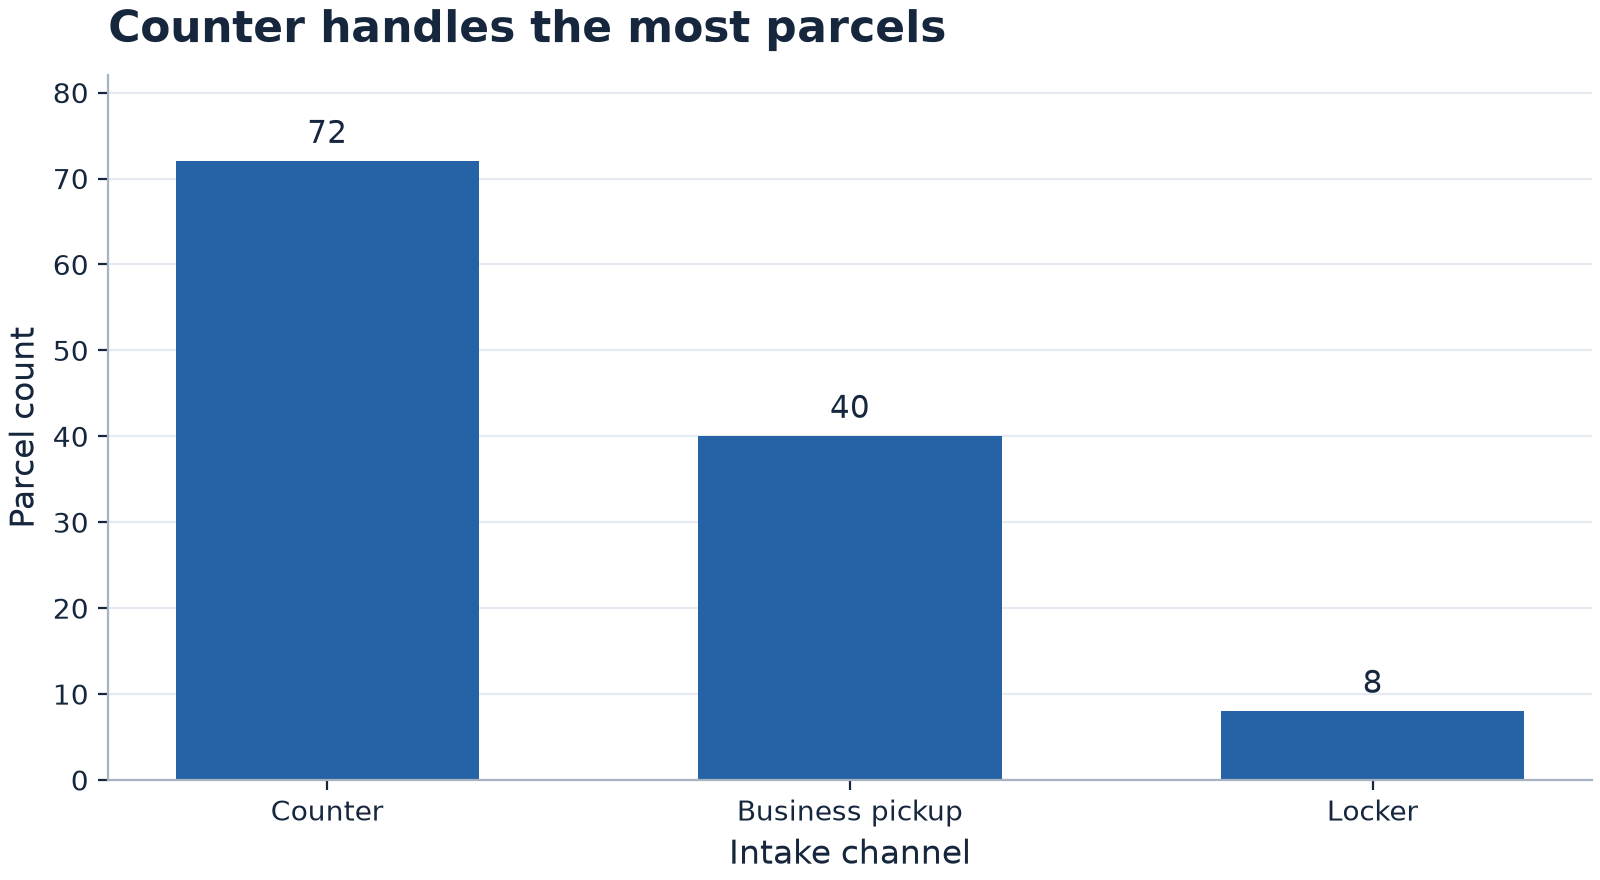 Counter handles the most parcels
80
70
60
50
40
30
20
10
0
Parcel count
72
40
8
Counter
Business pickup
Locker
Intake channel